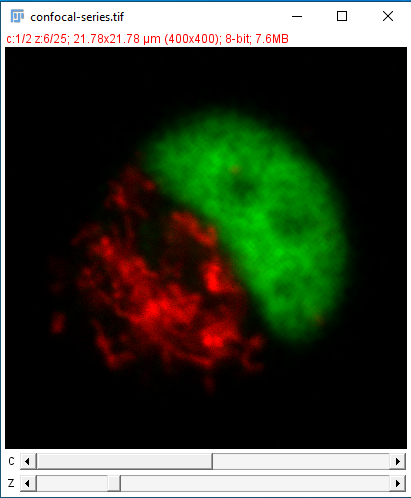 confocal-series.tif
c:1/2 z:6/25; 21.78x21.78 µm (400x400); 8-bit; 7.6MB
C
Z